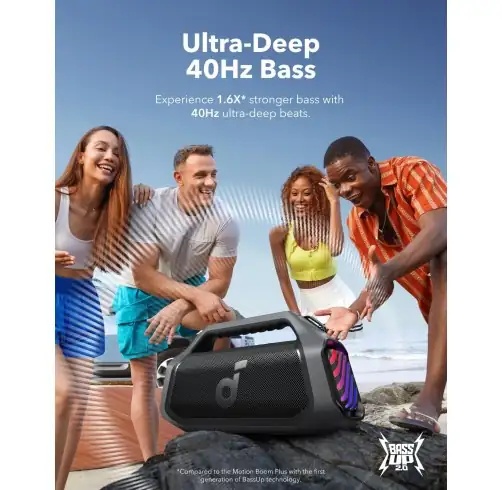 Ultra-Deep
40Hz Bass
Experience 1.6X* stronger bass with
40Hz ultra-deep beats.
BASS
UP
2.0
*Compared to the Motion Boom Plus with the first
generation of BassUp technology.